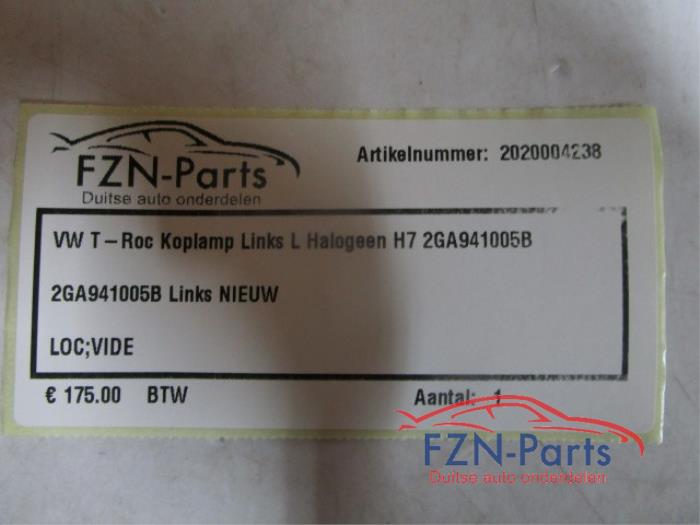 FZN-Parts
Duitse auto onderdelen
Artikelnummer: 2020004238
VW T-Roc Koplamp Links L Halogeen H7 2GA941005B
2GA941005B Links NIEUW
LOC;VIDE
€ 175.00 BTW
Aantal: 1
FZN-Parts
Duitse auto onderdelen